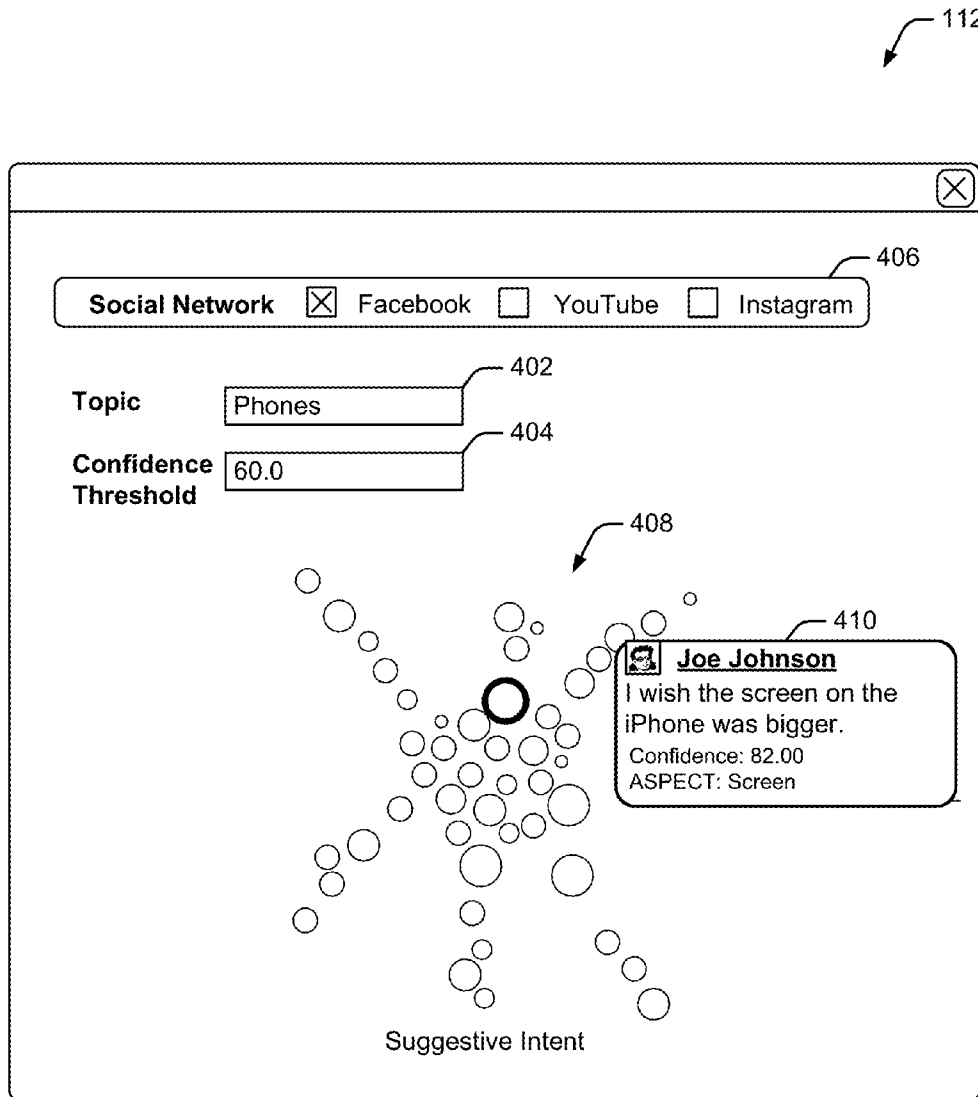 112
406
Social Network Facebook YouTube Instagram
402
Topic Phones
404
Confidence 60.0
Threshold
408
410
Joe Johnson
I wish the screen on the
iPhone was bigger.
Confidence: 82.00
ASPECT: Screen
Suggestive Intent